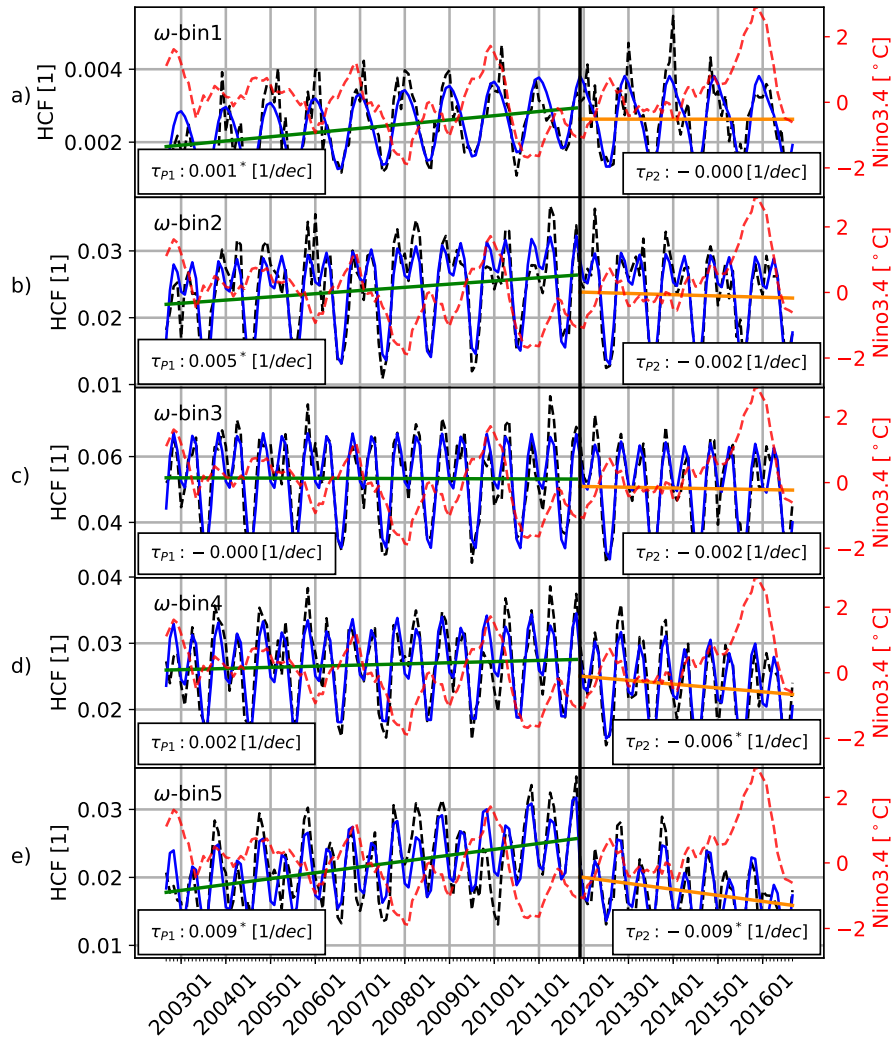 ω-bin1
a)
HCF [1]
0.004
0.002
τP1 : 0.001* [1/dec]
τP2 : −0.000 [1/dec]
2
0
−2
Nino3.4 [°C]
ω-bin2
b)
HCF [1]
0.03
0.02
0.01
τP1 : 0.005* [1/dec]
τP2 : −0.002 [1/dec]
2
0
−2
Nino3.4 [°C]
ω-bin3
c)
HCF [1]
0.06
0.04
τP1 : −0.000 [1/dec]
τP2 : −0.002 [1/dec]
2
0
−2
Nino3.4 [°C]
ω-bin4
d)
HCF [1]
0.04
0.03
0.02
τP1 : 0.002 [1/dec]
τP2 : −0.006* [1/dec]
2
0
−2
Nino3.4 [°C]
ω-bin5
e)
HCF [1]
0.03
0.02
0.01
τP1 : 0.009* [1/dec]
τP2 : −0.009* [1/dec]
2
0
−2
Nino3.4 [°C]
200301
200401
200501
200601
200701
200801
200901
201001
201101
201201
201301
201401
201501
201601